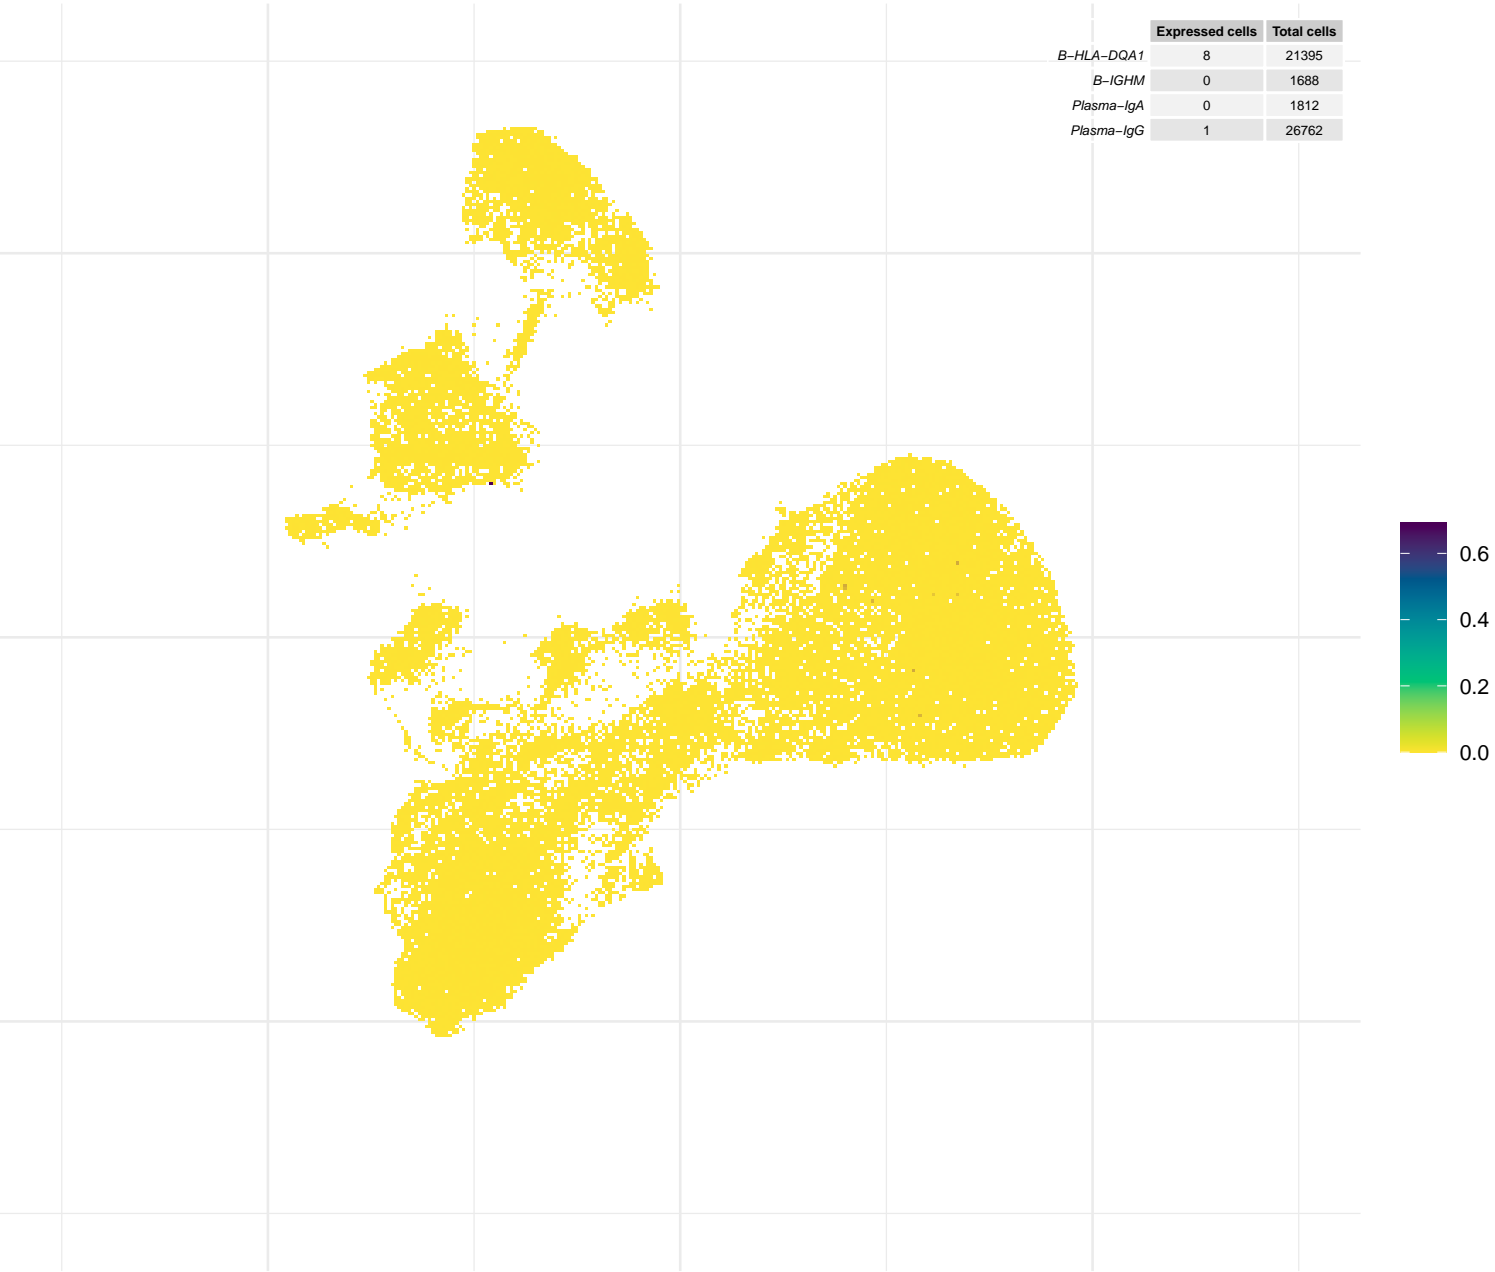 Expressed cells Total cells
B−HLA−DQA1 8 21395
B−IGHM 0 1688
Plasma−IgA 0 1812
Plasma−IgG 1 26762
0.6
0.4
0.2
0.0